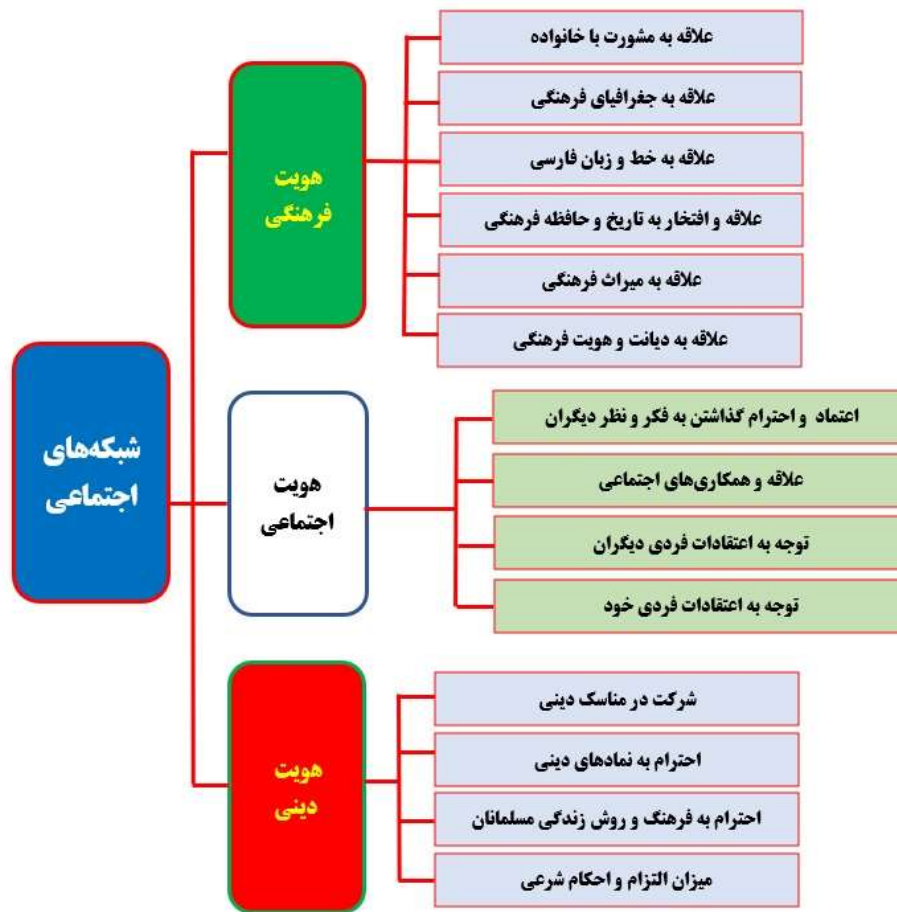 شبکه‌های
اجتماعی
هویت
فرهنگی
علاقه به مشورت با خانواده
علاقه به جغرافیای فرهنگی
علاقه به خط و زبان فارسی
علاقه و افتخار به تاریخ و حافظه فرهنگی
علاقه به میراث فرهنگی
علاقه به دیانت و هویت فرهنگی
هویت
اجتماعی
اعتماد و احترام گذاشتن به فکر و نظر دیگران
علاقه و همکاری‌های اجتماعی
توجه به اعتقادات فردی دیگران
توجه به اعتقادات فردی خود
هویت
دینی
شرکت در مناسک دینی
احترام به نمادهای دینی
احترام به فرهنگ و روش زندگی مسلمانان
میزان التزام و احکام شرعی